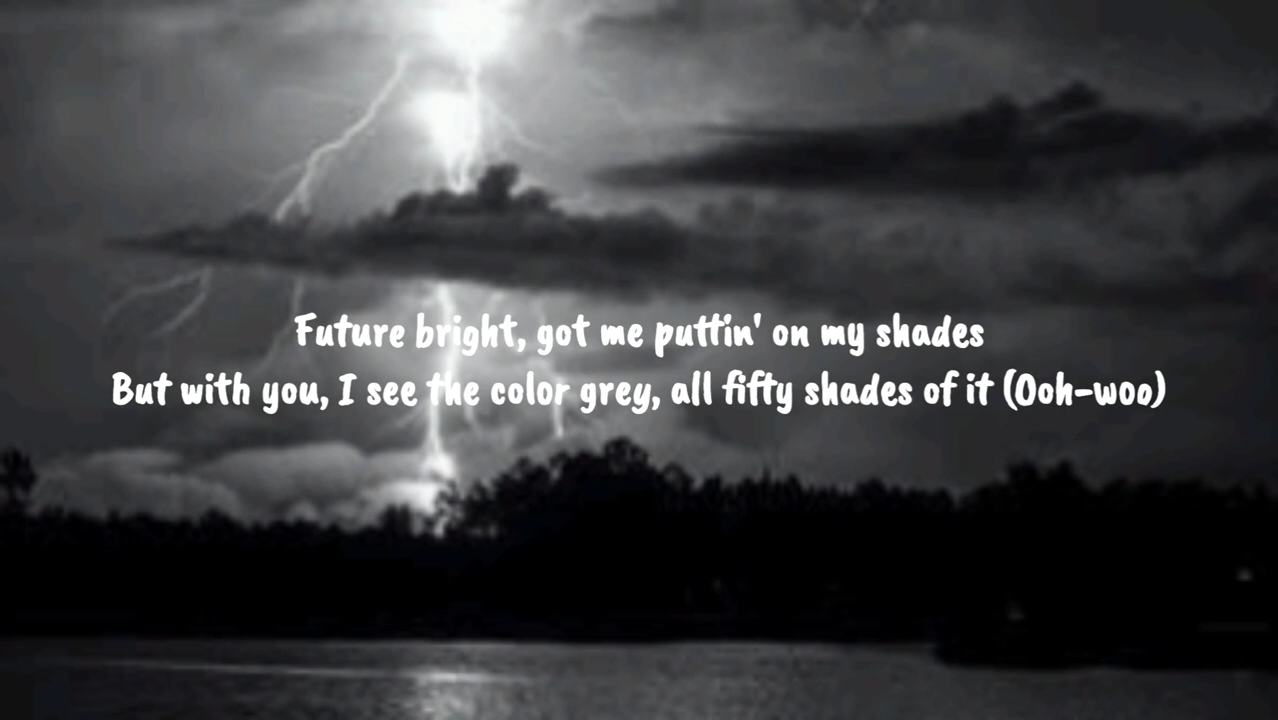 Future bright, got me puttin' on my shades
But with you, I see the color grey, all fifty shades of it (Ooh-woo)